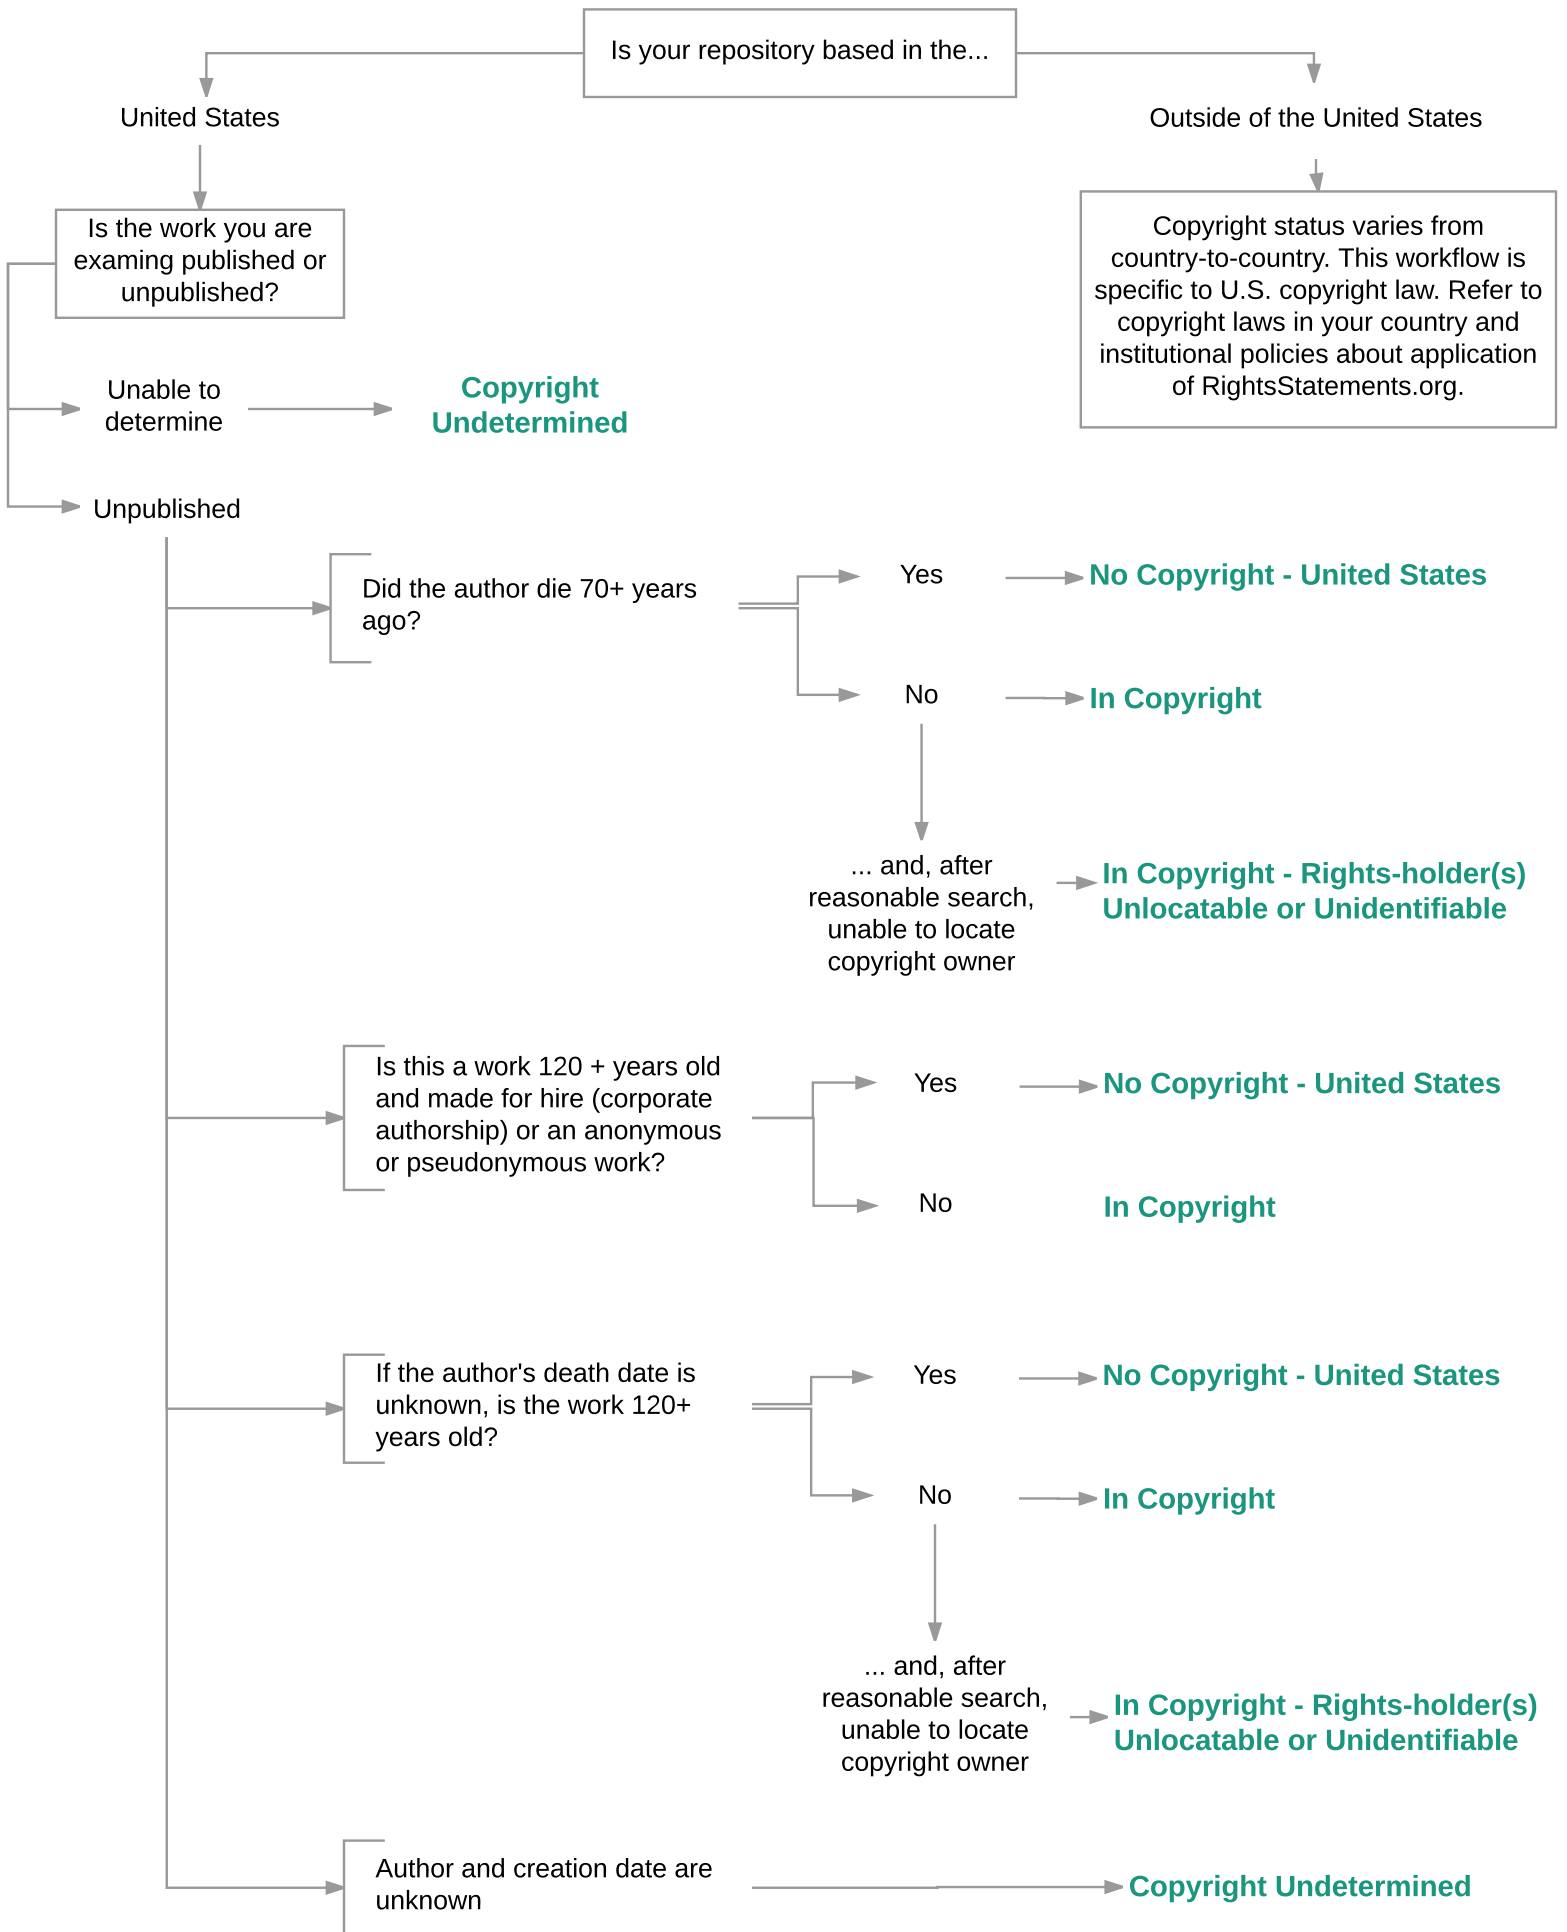 Is your repository based in the...
United States
Outside of the United States
Is the work you are
examing published or
unpublished?
Copyright status varies from
country-to-country. This workflow is
specific to U.S. copyright law. Refer to
copyright laws in your country and
institutional policies about application
of RightsStatements.org.
Unable to
determine
Copyright
Undetermined
Unpublished
Did the author die 70+ years
ago?
Yes
No Copyright - United States
No
In Copyright
... and, after
reasonable search,
unable to locate
copyright owner
In Copyright - Rights-holder(s)
Unlocatable or Unidentifiable
Is this a work 120 + years old
and made for hire (corporate
authorship) or an anonymous
or pseudonymous work?
Yes
No Copyright - United States
No
In Copyright
If the author's death date is
unknown, is the work 120+
years old?
Yes
No Copyright - United States
No
In Copyright
... and, after
reasonable search,
unable to locate
copyright owner
In Copyright - Rights-holder(s)
Unlocatable or Unidentifiable
Author and creation date are
unknown
Copyright Undetermined